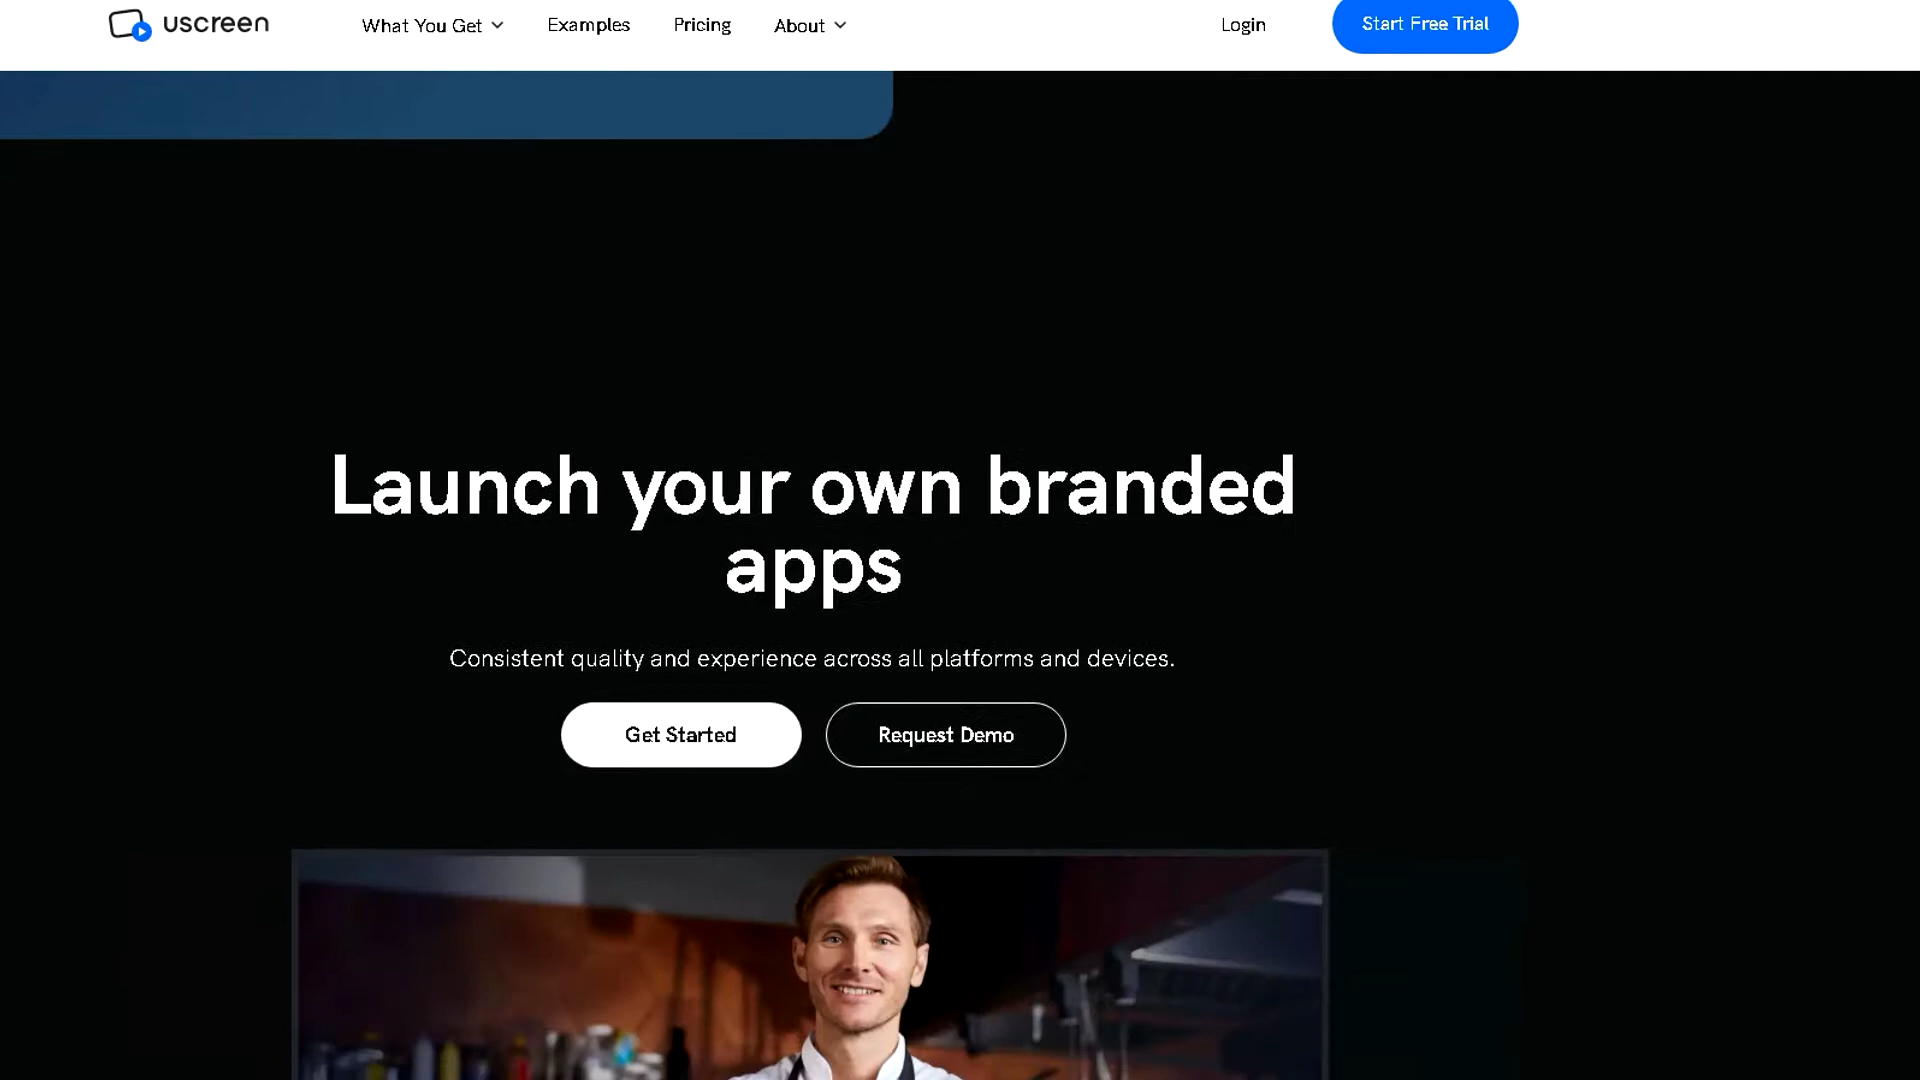 uscreen
What You Get
Examples
Pricing
About
Login
Start Free Trial
Launch your own branded
apps
Consistent quality and experience across all platforms and devices.
Get Started
Request Demo